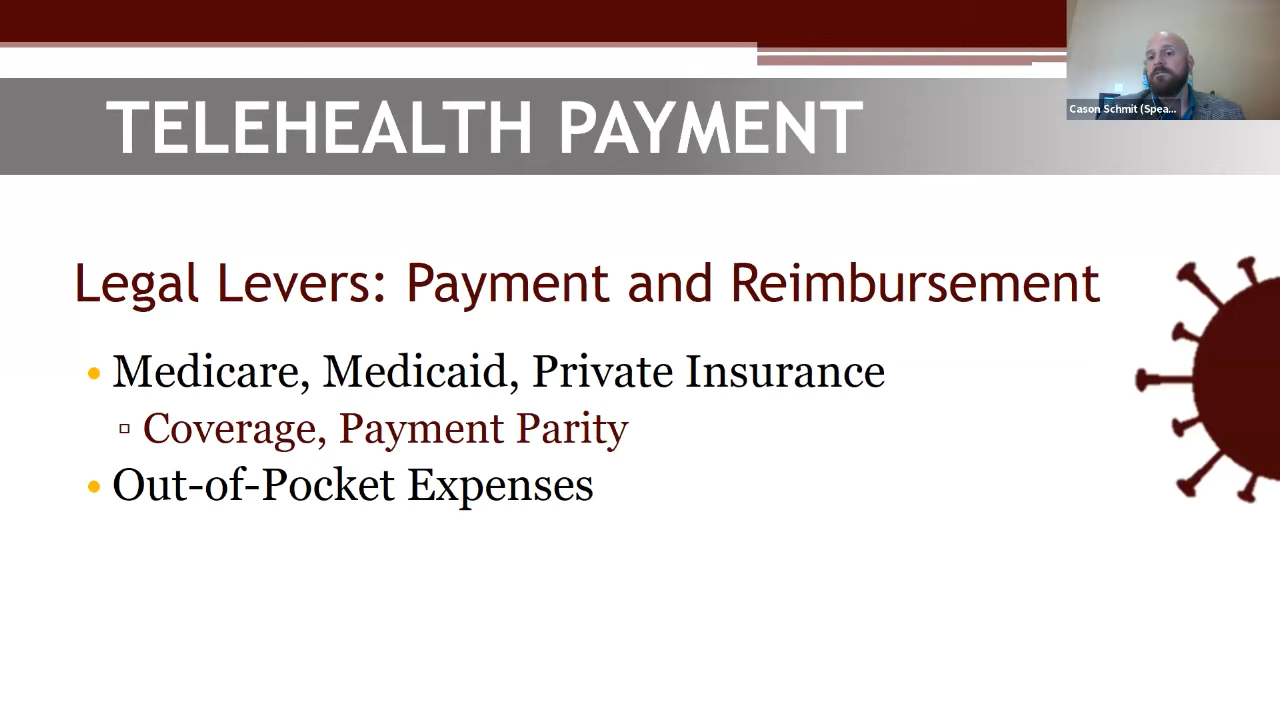 TELEHEALTH PAYMENT
Cason Schmit (Spea...
Legal Levers: Payment and Reimbursement
• Medicare, Medicaid, Private Insurance
▫ Coverage, Payment Parity
• Out-of-Pocket Expenses